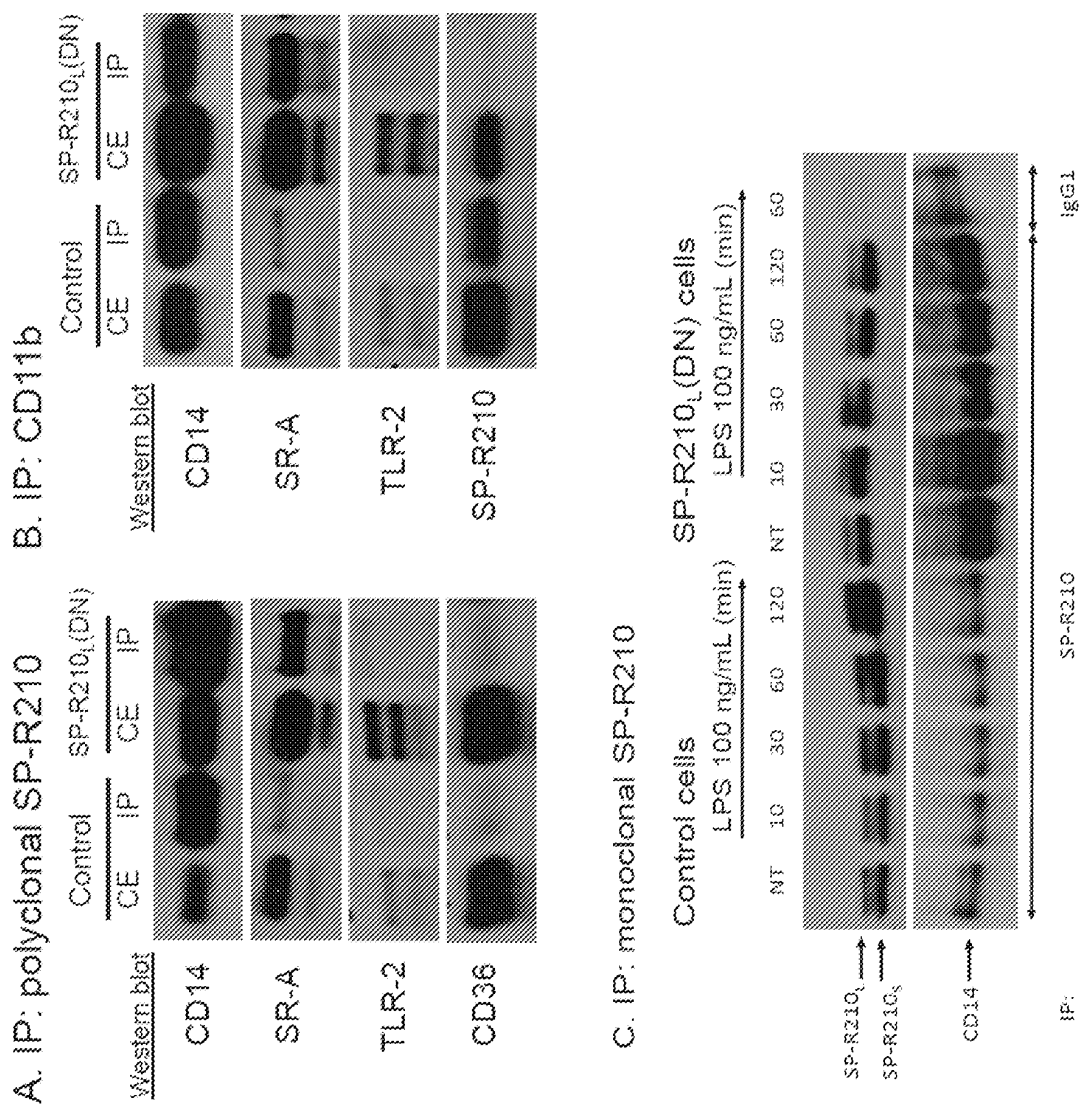 A. IP: polyclonal SP-R210
Control SP-R210L(DN)
Western blot CE IP CE IP
CD14
SR-A
TLR-2
CD36
B. IP: CD11b
Control SP-R210L(DN)
Western blot CE IP CE IP
CD14
SR-A
TLR-2
SP-R210
C. IP: monoclonal SP-R210
Control cells SP-R210L(DN) cells
LPS 100 ng/mL (min) LPS 100 ng/mL (min)
NT 10 30 60 120 NT 10 30 60 120 60
SP-R210L
SP-R210S
CD14
IP: SP-R210 IgG1